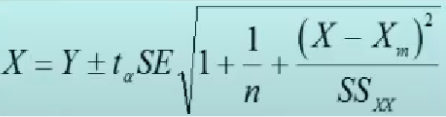 X = Y ± t_α SE √(1 + 1/n + (X − X_m)² / SS_XX)